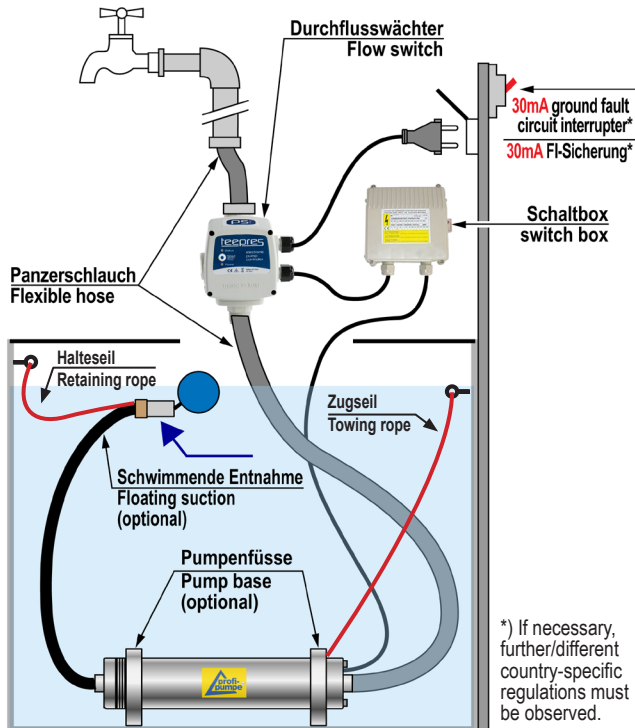 Durchflusswächter
Flow switch
30mA ground fault
circuit interrupter*
30mA FI-Sicherung*
Schaltbox
switch box
teepres
Panzerschlauch
Flexible hose
Halteseil
Retaining rope
Zugseil
Towing rope
Schwimmende Entnahme
Floating suction
(optional)
Pumpenfüsse
Pump base
(optional)
profi-
pumpe
*) If necessary,
further/different
country-specific
regulations must
be observed.